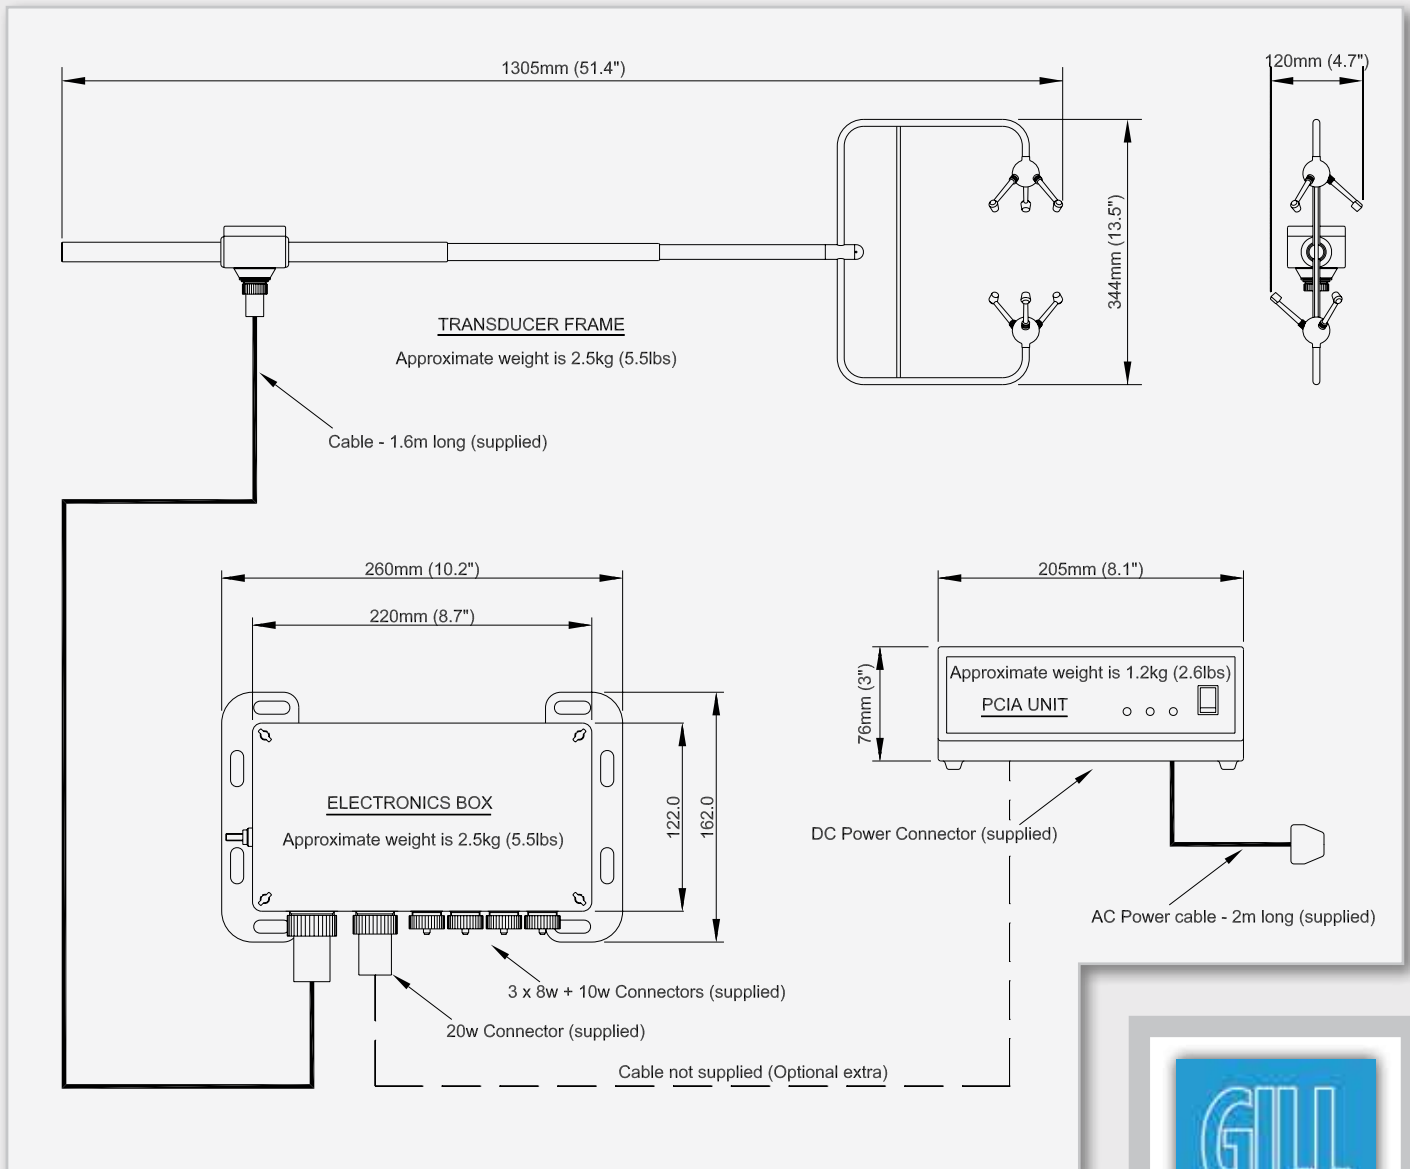 1305mm (51.4")
120mm (4.7")
344mm (13.5")
TRANSDUCER FRAME
Approximate weight is 2.5kg (5.5lbs)
Cable - 1.6m long (supplied)
260mm (10.2")
220mm (8.7")
205mm (8.1")
76mm (3")
Approximate weight is 1.2kg (2.6lbs)
PCIA UNIT
ELECTRONICS BOX
Approximate weight is 2.5kg (5.5lbs)
122.0
162.0
DC Power Connector (supplied)
AC Power cable - 2m long (supplied)
3 x 8w + 10w Connectors (supplied)
20w Connector (supplied)
Cable not supplied (Optional extra)
GILL